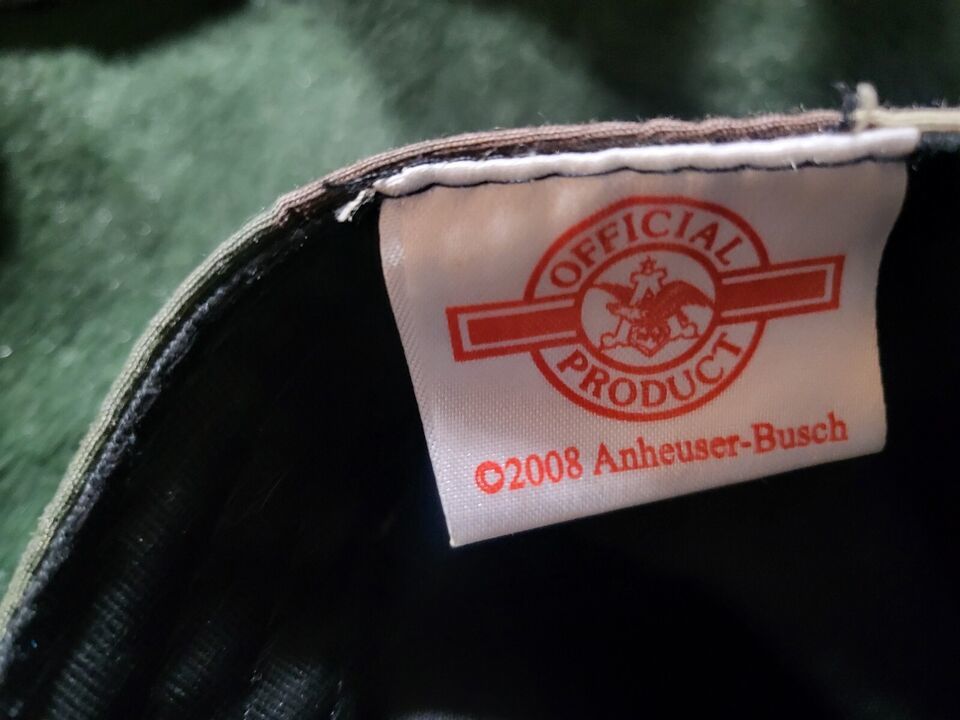 OFFICIAL
PRODUCT
©2008 Anheuser-Busch